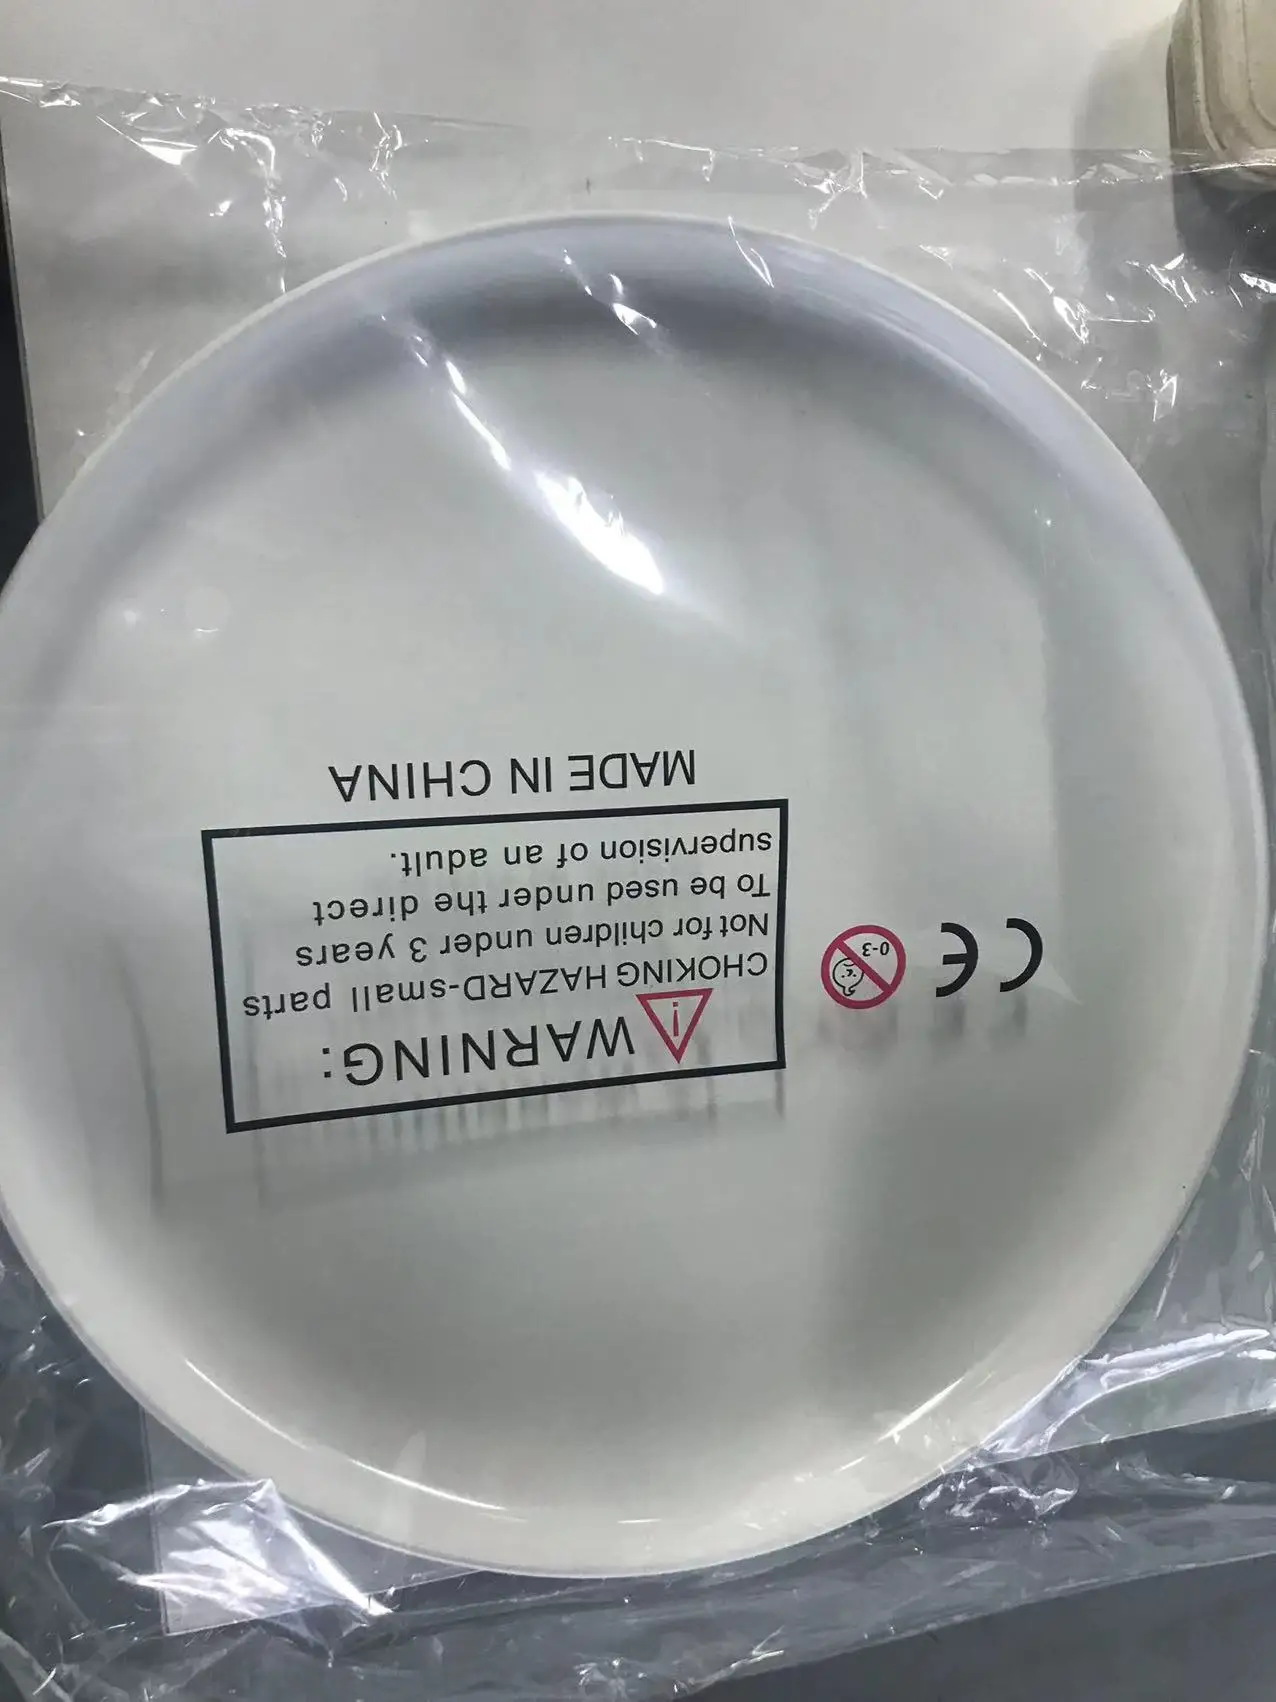 WARNING:
CHOKING HAZARD-small parts
Not for children under 3 years
To be used under the direct
supervision of an adult.
MADE IN CHINA
CE
0-3